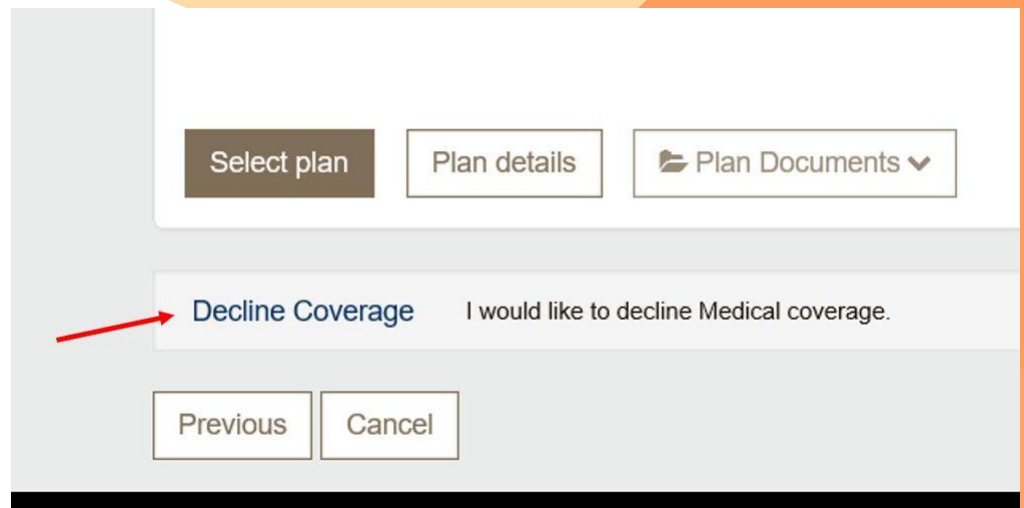 Select plan Plan details Plan Documents
Decline Coverage I would like to decline Medical coverage.
Previous Cancel